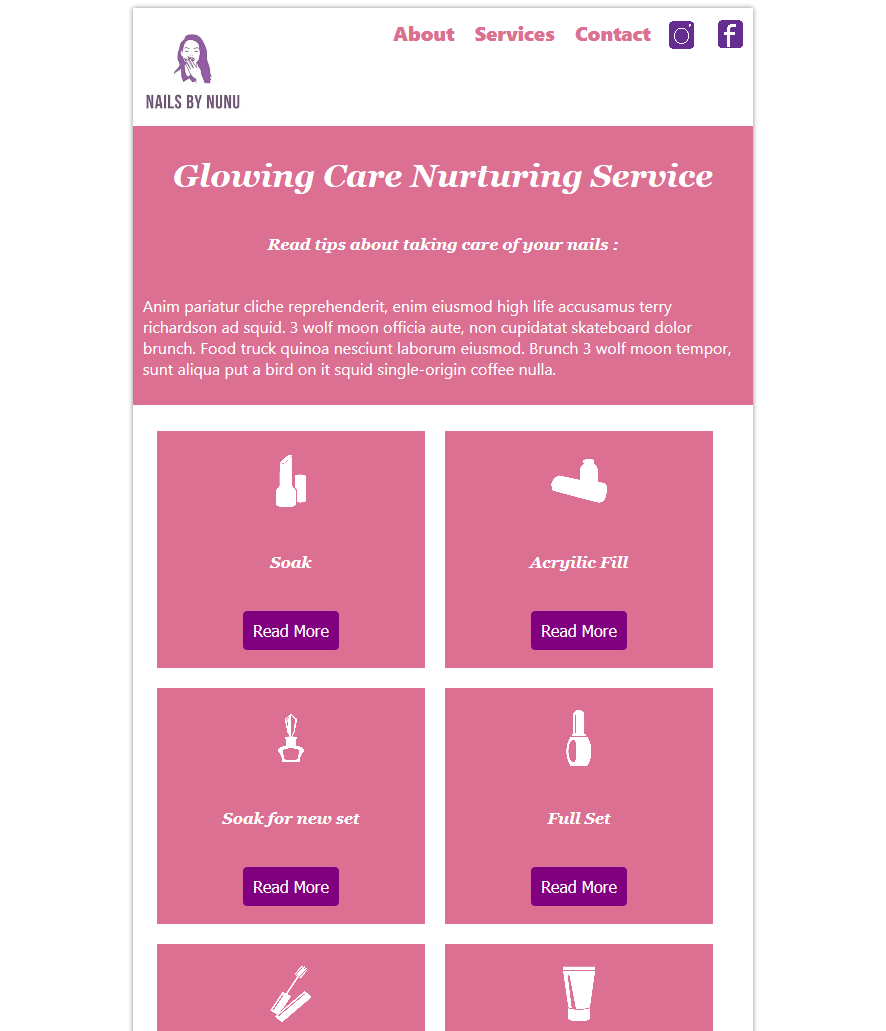 About Services Contact
NAILS BY NUNU
Glowing Care Nurturing Service
Read tips about taking care of your nails :
Anim pariatur cliche reprehenderit, enim eiusmod high life accusamus terry
richardson ad squid. 3 wolf moon officia aute, non cupidatat skateboard dolor
brunch. Food truck quinoa nesciunt laborum eiusmod. Brunch 3 wolf moon tempor,
sunt aliqua put a bird on it squid single-origin coffee nulla.
Soak
Acryilic Fill
Read More
Read More
Soak for new set
Full Set
Read More
Read More